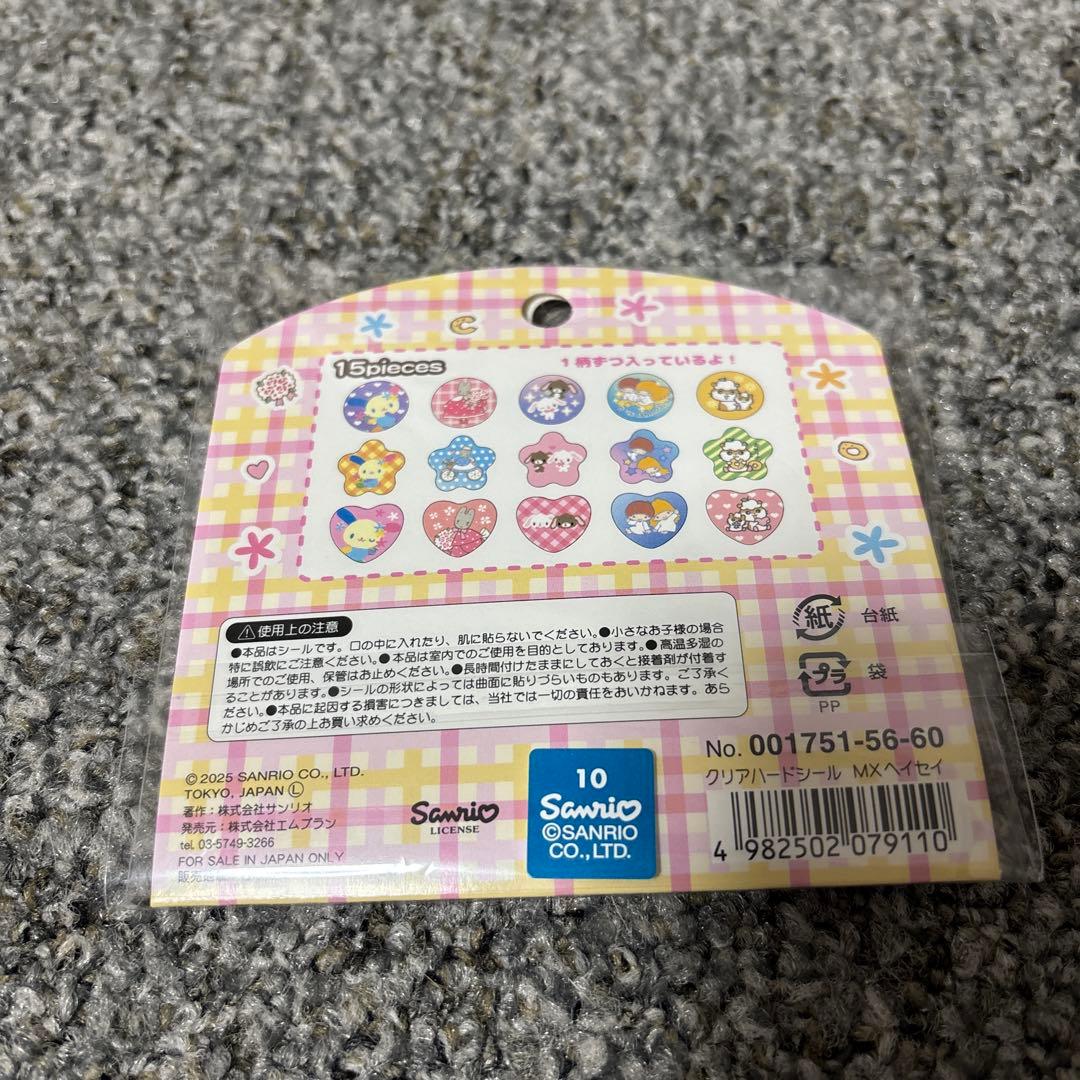 15pieces
1柄ずつ入っているよ！
⚠使用上の注意
●本品はシールです。口の中に入れたり、肌に貼らないでください。●小さなお子様の場合
特に誤飲にご注意ください。●本品は室内でのご使用を目的としております。●高温多湿の
場所でのご使用、保管はお止めください。●長時間付けたままにしておくと接着剤が付着す
ることがあります。●シールの形状によっては曲面に貼りづらいものもあります。ご了承く
ださい。●本品に起因する損害につきましては、当社では一切の責任をおいかねます。あら
かじめご了承の上お買い求めください。
紙 台紙
プラ 袋
PP
No. 001751-56-60
クリアハードシール MXヘイセイ
4 982502 079110
© 2025 SANRIO CO., LTD.
TOKYO, JAPAN Ⓛ
著作：株式会社サンリオ
発売元：株式会社エムプラン
tel. 03-5749-3266
FOR SALE IN JAPAN ONLY
販売地
Sanrio
LICENSE
10
Sanrio
©SANRIO
CO., LTD.